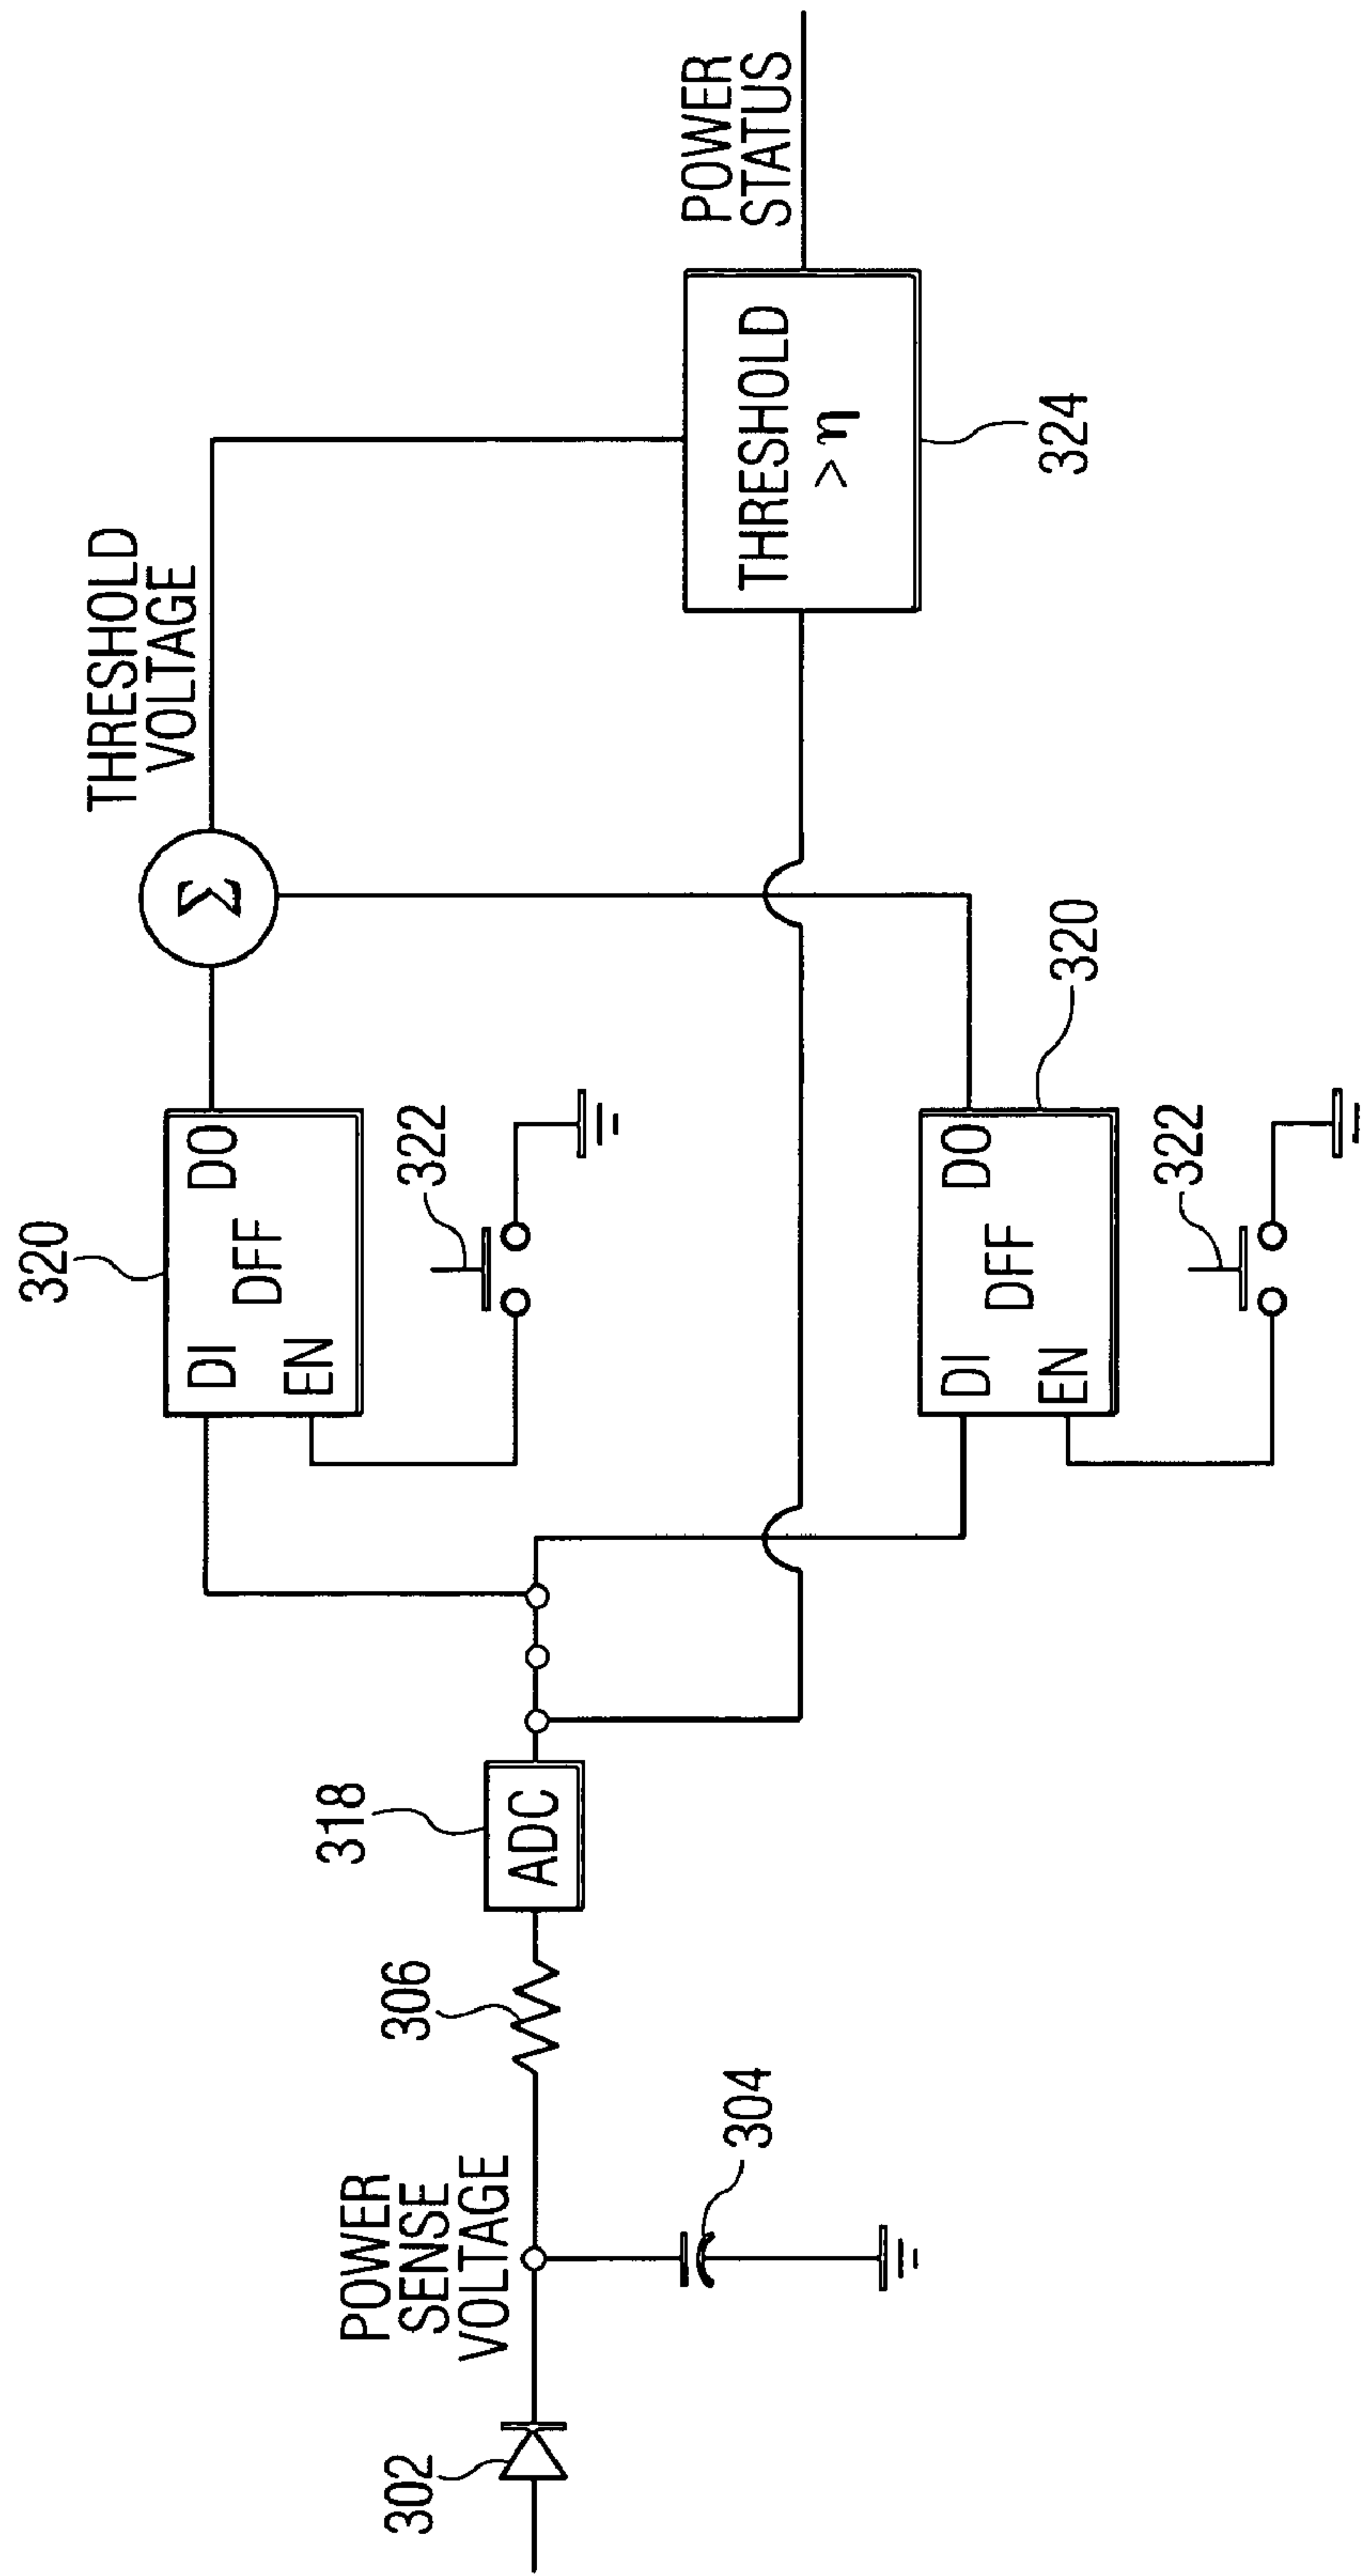 302
POWER
SENSE
VOLTAGE
304
306
318
ADC
320
DI
DO
DFF
EN
322
Σ
THRESHOLD
VOLTAGE
320
DI
DO
DFF
EN
322
THRESHOLD
>η
324
POWER
STATUS